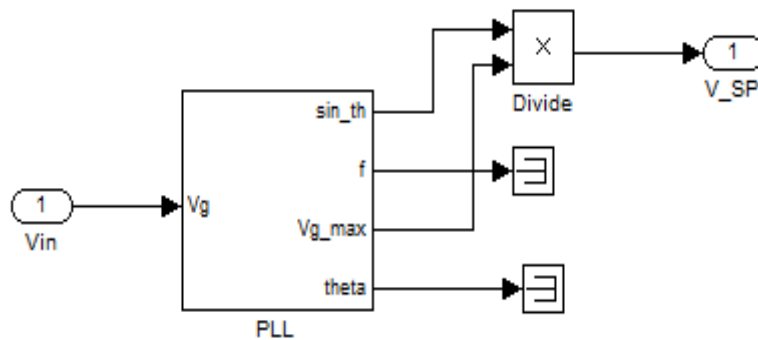 1
Vin
Vg
sin_th
f
Vg_max
theta
PLL
X
Divide
1
V_SP